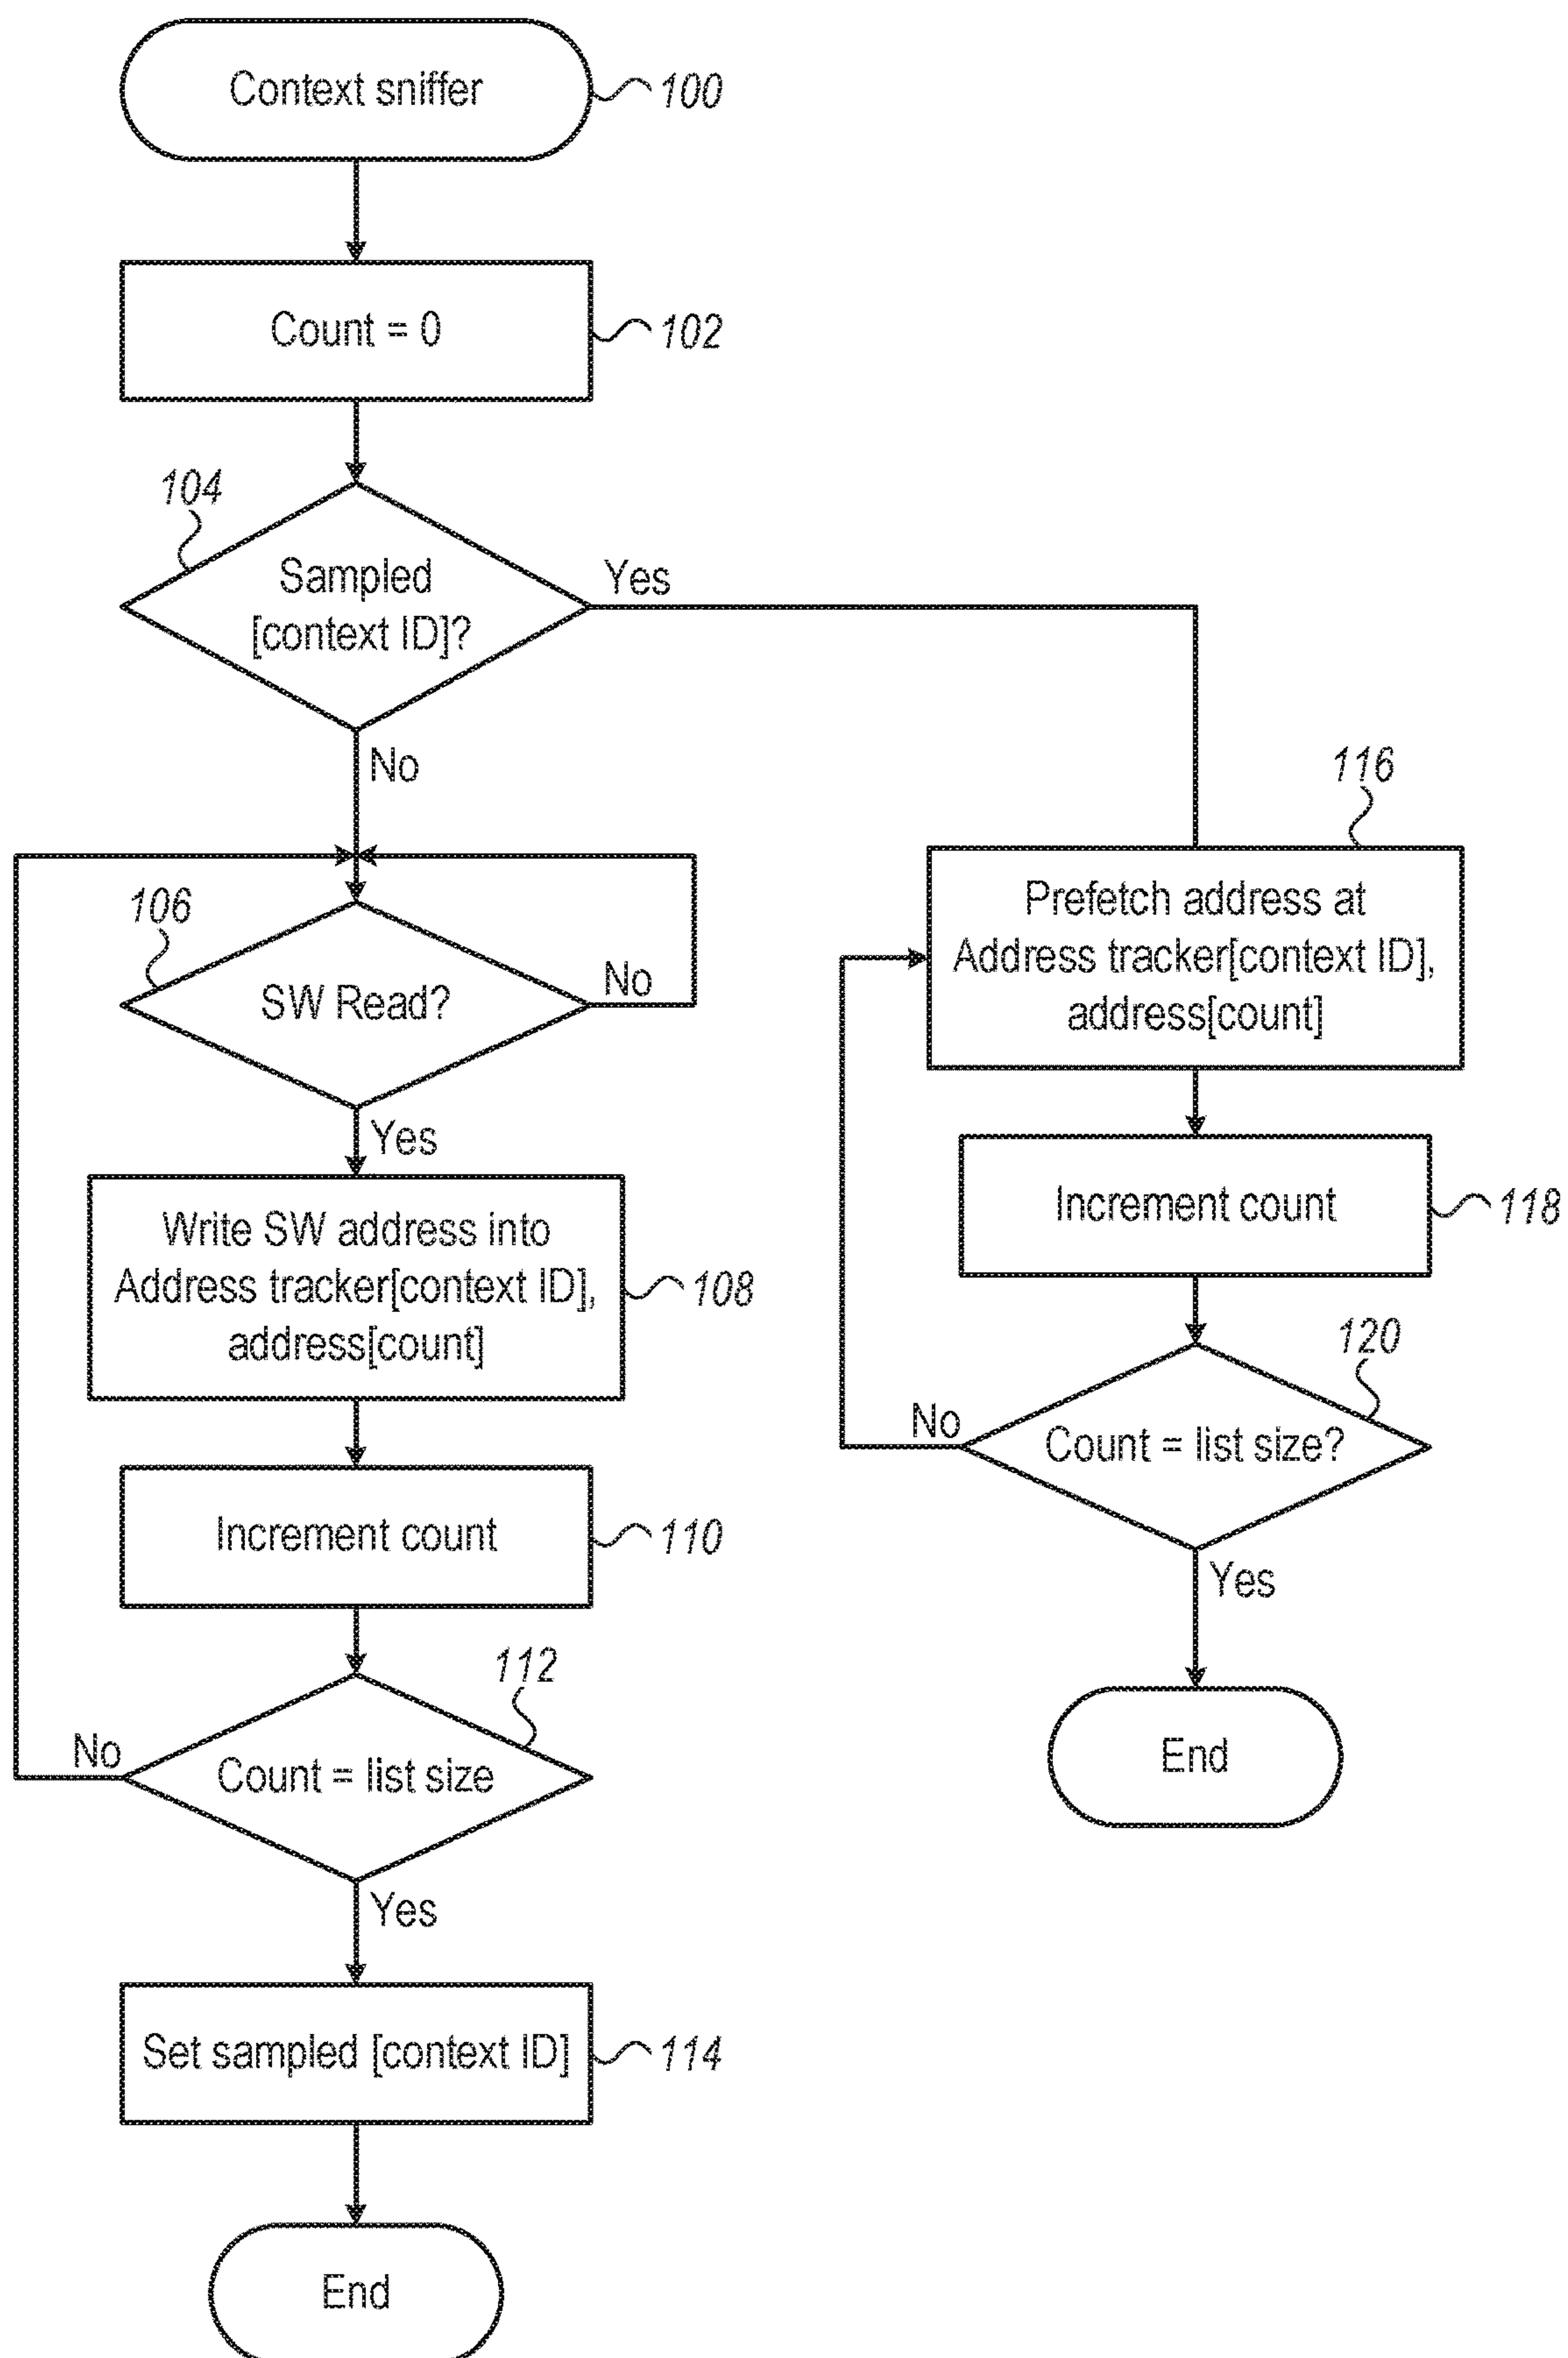 Context sniffer
100
Count = 0
102
104
Sampled
[context ID]?
Yes
No
106
SW Read?
No
Yes
Write SW address into
Address tracker[context ID],
address[count]
108
Increment count
110
112
Count = list size
No
Yes
Set sampled [context ID]
114
End
116
Prefetch address at
Address tracker[context ID],
address[count]
Increment count
118
120
Count = list size?
No
Yes
End